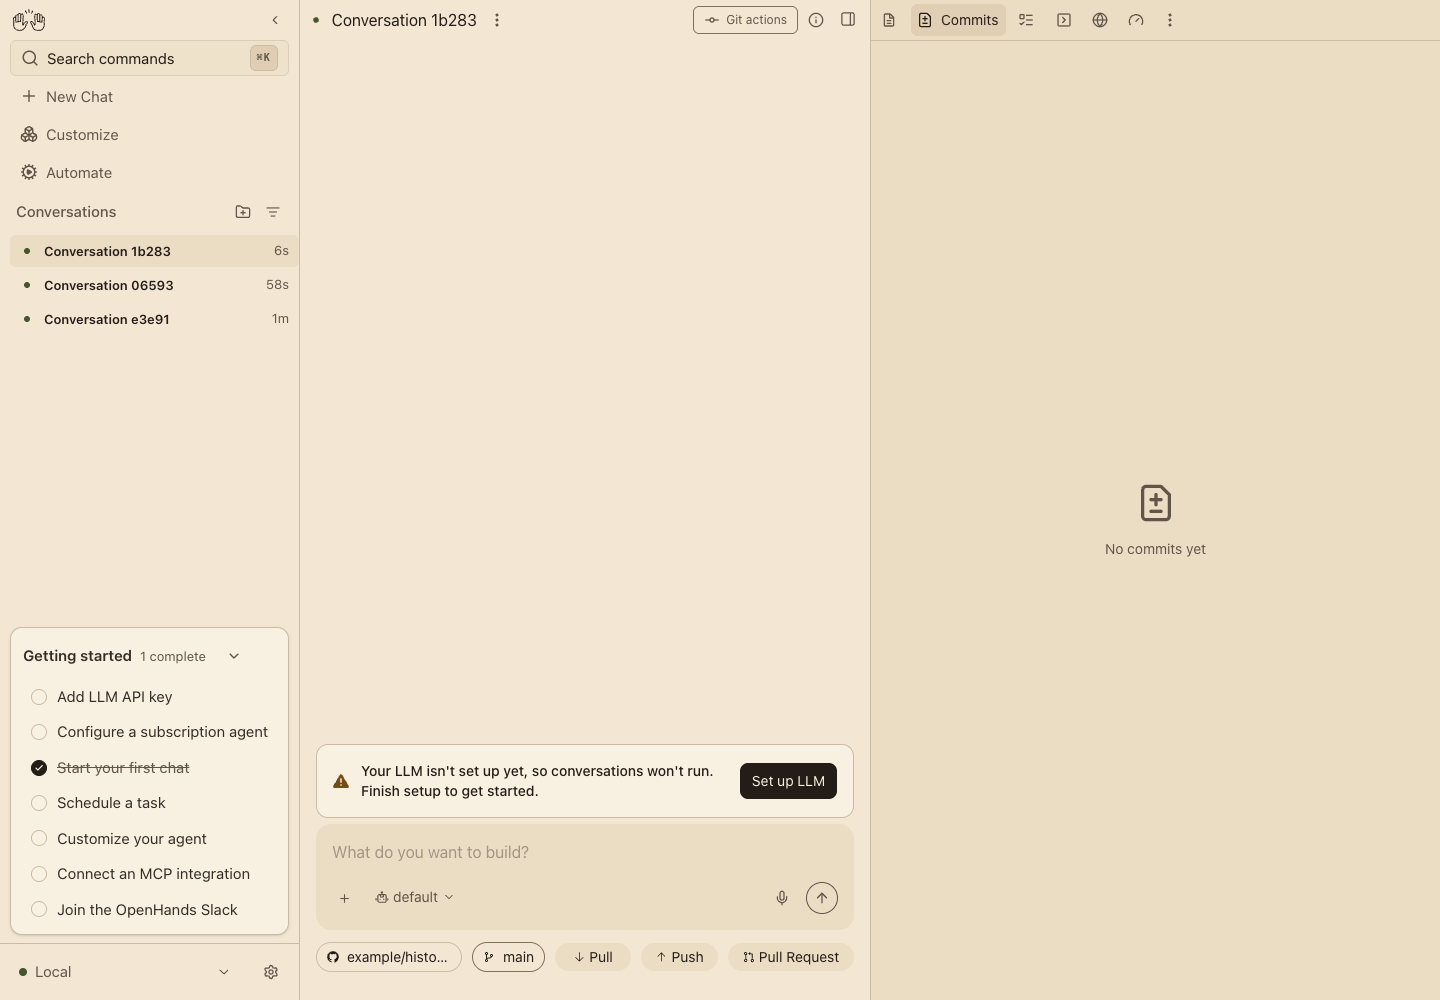 Search commands
⌘K
New Chat
Customize
Automate
Conversations
Conversation 1b283
6s
Conversation 06593
58s
Conversation e3e91
1m
Getting started
1 complete
Add LLM API key
Configure a subscription agent
Start your first chat
Schedule a task
Customize your agent
Connect an MCP integration
Join the OpenHands Slack
Local
Conversation 1b283
Git actions
Your LLM isn't set up yet, so conversations won't run.
Finish setup to get started.
Set up LLM
What do you want to build?
default
example/histo...
main
Pull
Push
Pull Request
Commits
No commits yet